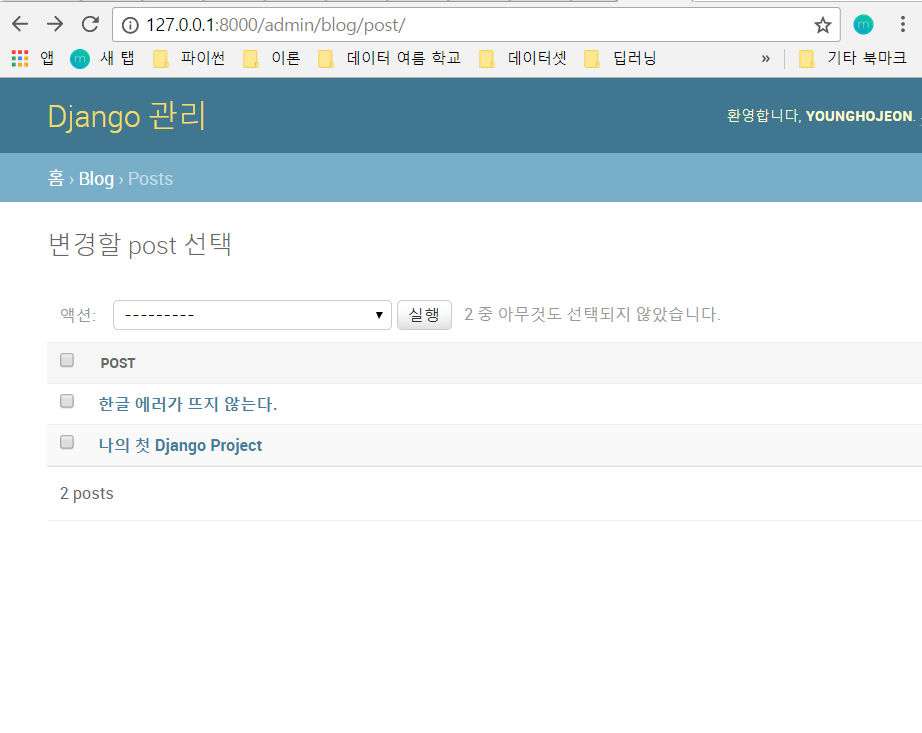 127.0.0.1:8000/admin/blog/post/
앱 새 탭 파이썬 이론 데이터 여름 학교 데이터셋 딥러닝 » 기타 북마크
Django 관리 환영합니다, YOUNGHOJEON.
홈 › Blog › Posts
변경할 post 선택
액션: --------- 실행 2 중 아무것도 선택되지 않았습니다.
POST
한글 에러가 뜨지 않는다.
나의 첫 Django Project
2 posts